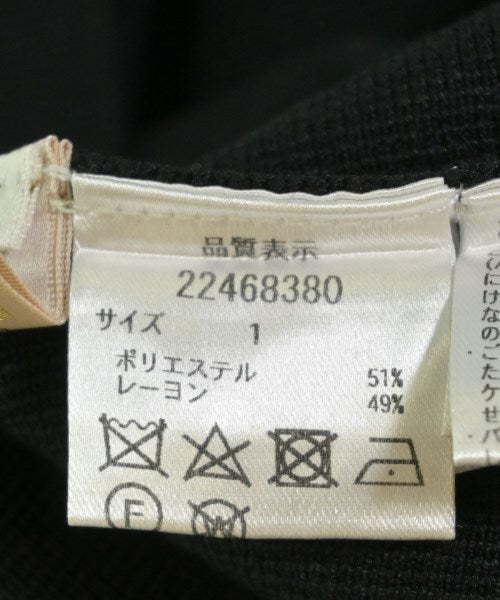 品質表示
22468380
サイズ 1
ポリエステル 51%
レーヨン 49%
F
W